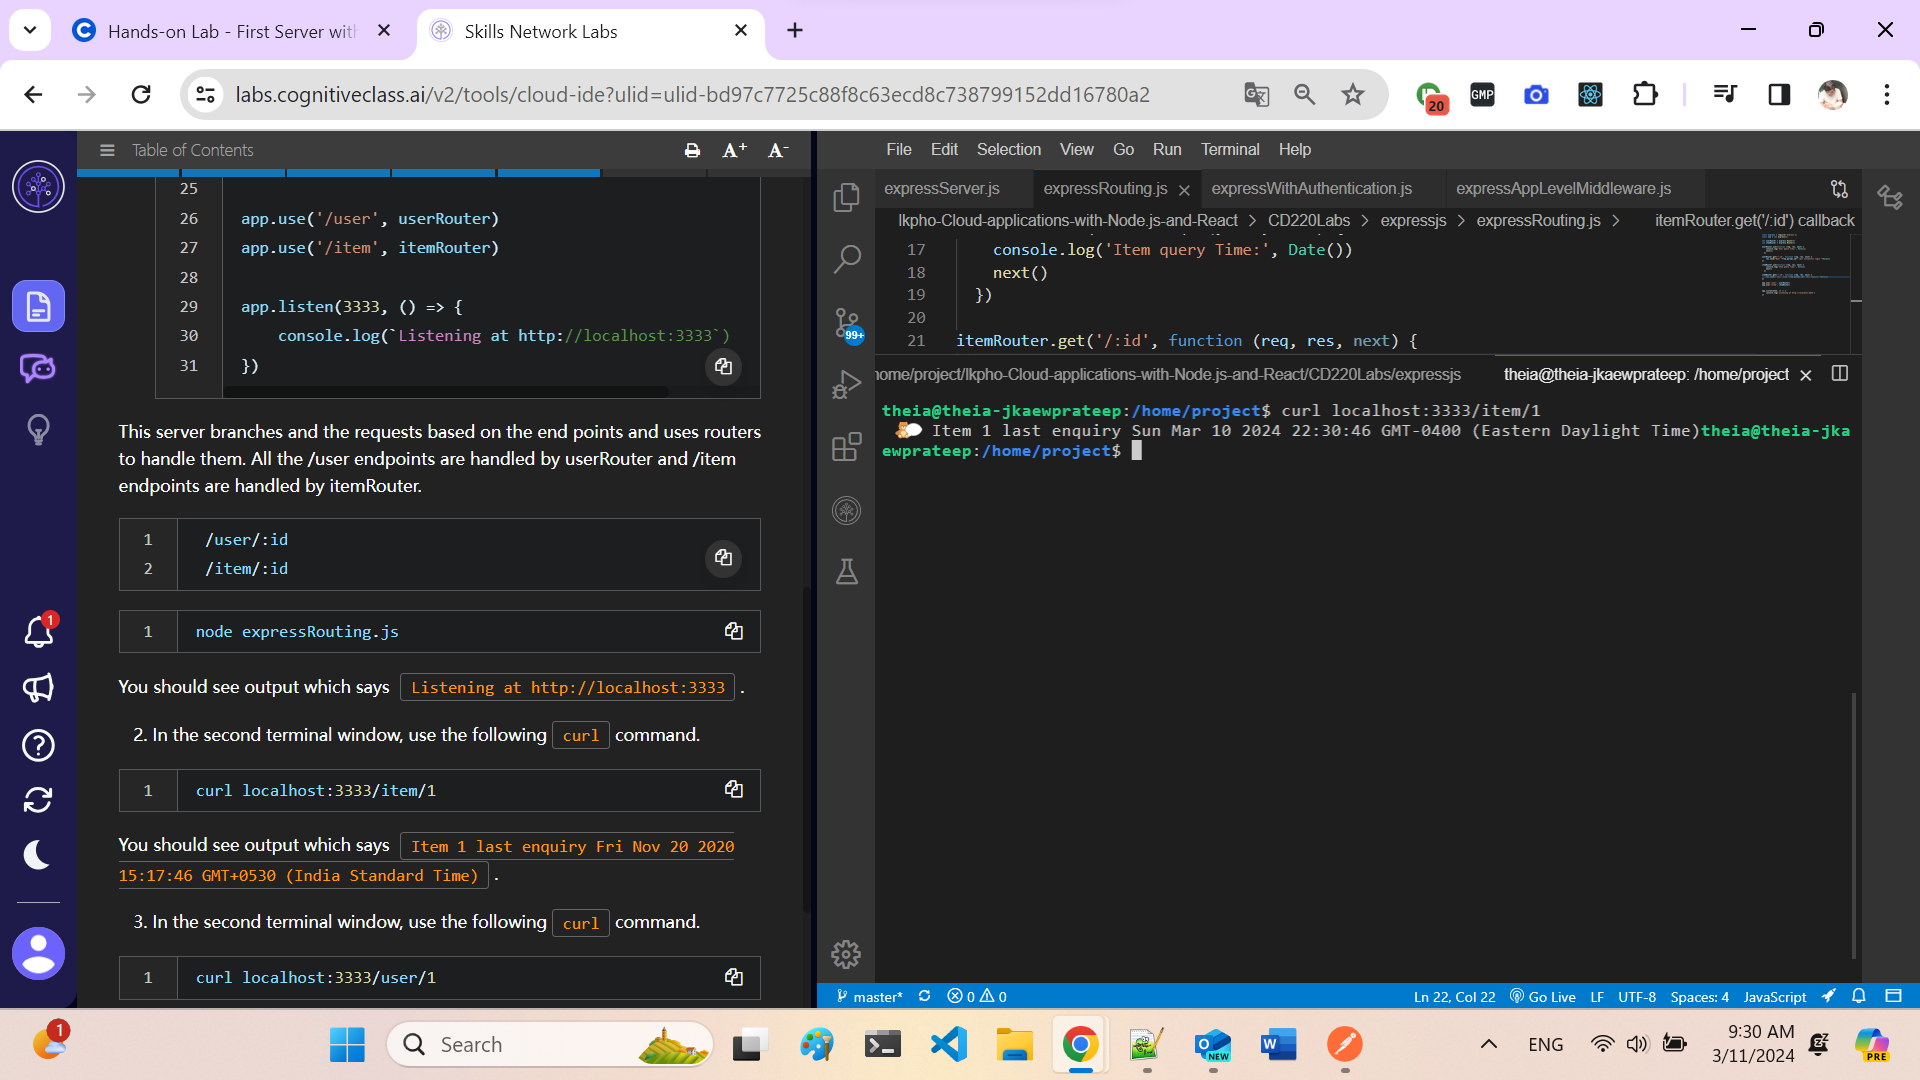 Hands-on Lab - First Server with
Skills Network Labs
labs.cognitiveclass.ai/v2/tools/cloud-ide?ulid=ulid-bd97c7725c88f8c63ecd8c738799152dd16780a2
20
GMP
Table of Contents
A+
A-
25
26 app.use('/user', userRouter)
27 app.use('/item', itemRouter)
28
29 app.listen(3333, () => {
30 console.log(`Listening at http://localhost:3333`)
31 })
This server branches and the requests based on the end points and uses routers
to handle them. All the /user endpoints are handled by userRouter and /item
endpoints are handled by itemRouter.
1 /user/:id
2 /item/:id
1 node expressRouting.js
You should see output which says Listening at http://localhost:3333 .
2. In the second terminal window, use the following curl command.
1 curl localhost:3333/item/1
You should see output which says Item 1 last enquiry Fri Nov 20 2020
15:17:46 GMT+0530 (India Standard Time) .
3. In the second terminal window, use the following curl command.
1 curl localhost:3333/user/1
1
File Edit Selection View Go Run Terminal Help
expressServer.js
expressRouting.js
expressWithAuthentication.js
expressAppLevelMiddleware.js
lkpho-Cloud-applications-with-Node.js-and-React > CD220Labs > expressjs > expressRouting.js > itemRouter.get('/:id') callback
17 console.log('Item query Time:', Date())
18 next()
19 })
20
21 itemRouter.get('/:id', function (req, res, next) {
99+
home/project/lkpho-Cloud-applications-with-Node.js-and-React/CD220Labs/expressjs
theia@theia-jkaewprateep: /home/project
theia@theia-jkaewprateep:/home/project$ curl localhost:3333/item/1
Item 1 last enquiry Sun Mar 10 2024 22:30:46 GMT-0400 (Eastern Daylight Time)theia@theia-jka
ewprateep:/home/project$
master*
0
0
Ln 22, Col 22
Go Live
LF
UTF-8
Spaces: 4
JavaScript
1
Search
NEW
W
ENG
9:30 AM
3/11/2024
PRE